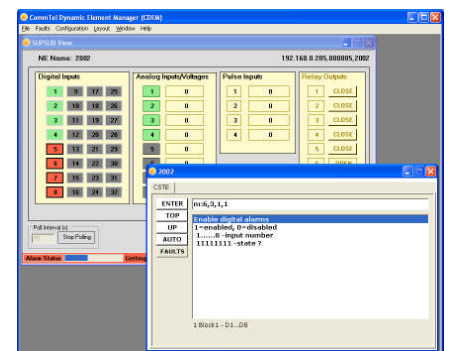 CommTel Dynamic Element Manager (CDEM)
File Faults Configuration Layout Window Help
SUPSUB View
NE Name: 2002 192.168.0.205,000005,2002
Digital Inputs
1 9 17 25
2 10 18 26
3 11 19 27
4 12 20 28
5 13 21 29
6 14 22 30
7 15 23 31
8 16 24 32
Analog Inputs/Voltages
1 0
2 0
3 0
4 0
5 0
Pulse Inputs
1 0
2 0
3 0
4 0
Relay Outputs
1 CLOSE
2 CLOSE
3 CLOSE
4 CLOSE
5 CLOSE
6 OPEN
Poll Interval (s)
Stop Polling
Alarm Status
Getting
2002
CSTE
ENTER m:6,3,1,1
TOP
UP
AUTO
FAULTS
Enable digital alarms
1=enabled, 0=disabled
1......8 -input number
11111111 -state ?
1 Block1 - D1...D8